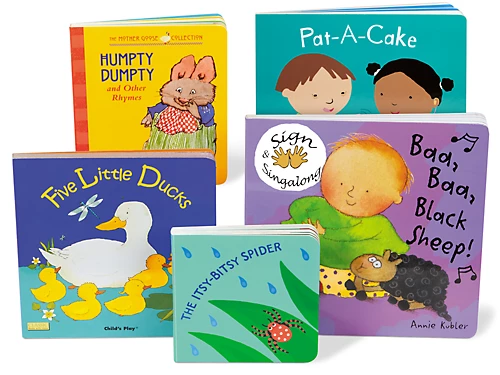 THE MOTHER GOOSE COLLECTION
HUMPTY
DUMPTY
and Other
Rhymes
Pat-A-Cake
Five Little Ducks
Child's Play
Sign
& Singalong
Baa,
Baa,
Black
Sheep!
Annie Kubler
THE ITSY-BITSY SPIDER